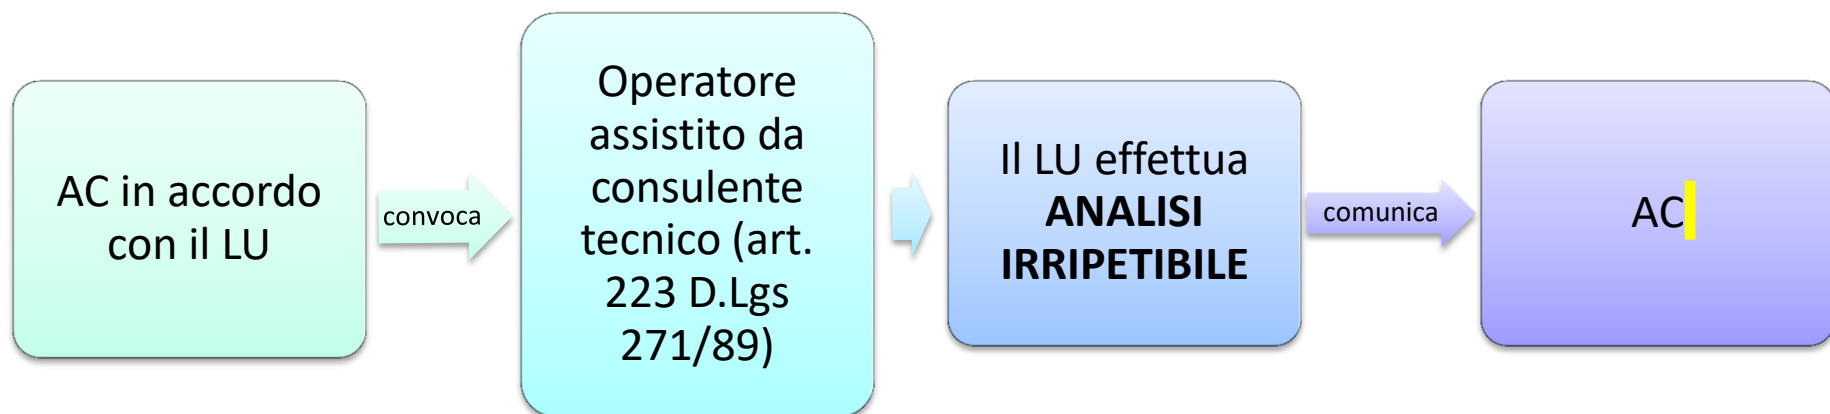 AC in accordo
con il LU
convoca
Operatore
assistito da
consulente
tecnico (art.
223 D.Lgs
271/89)
Il LU effettua
ANALISI
IRRIPETIBILE
comunica
AC